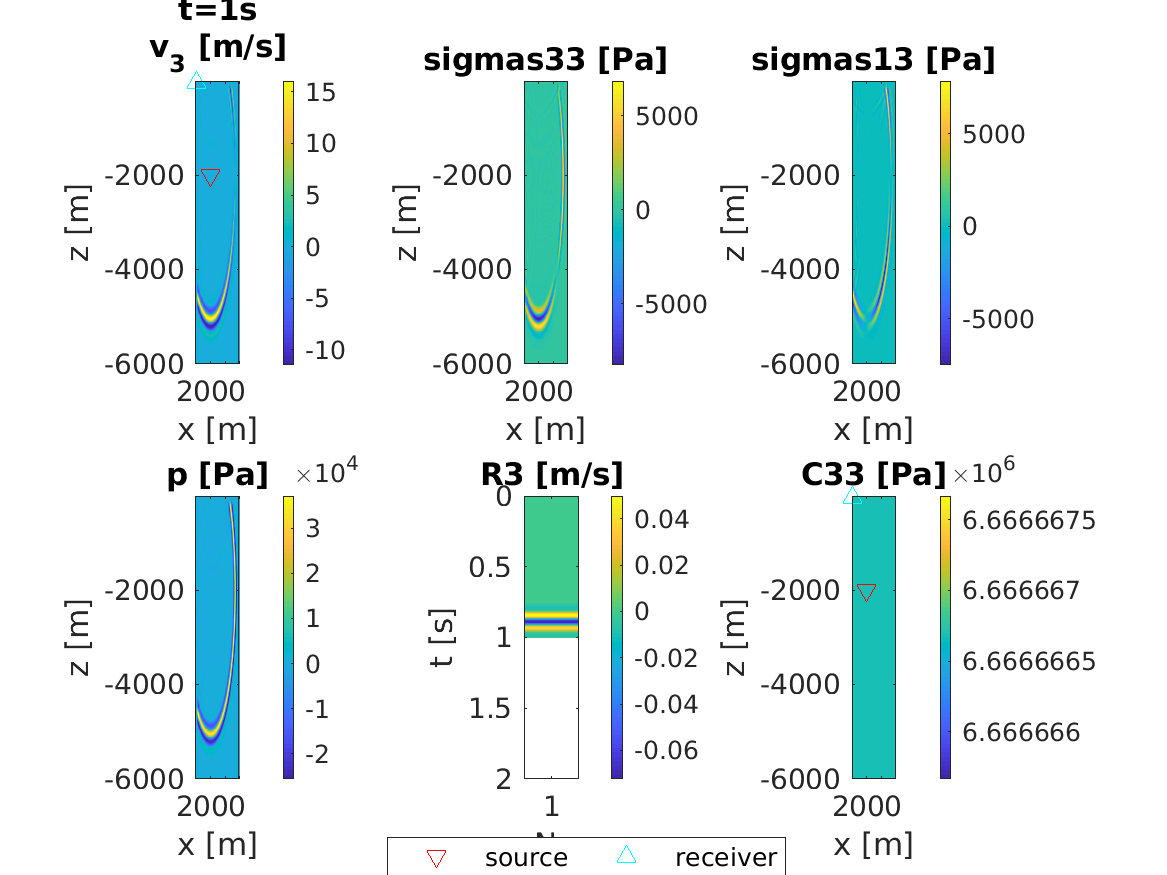 t=1s
v3 [m/s]
sigmas33 [Pa]
sigmas13 [Pa]
15
10
5
0
-5
-10
5000
0
-5000
5000
0
-5000
-2000
-4000
-6000
z [m]
2000
x [m]
-2000
-4000
-6000
z [m]
2000
x [m]
-2000
-4000
-6000
z [m]
2000
x [m]
p [Pa]
×10^4
R3 [m/s]
C33 [Pa]
×10^6
3
2
1
0
-1
-2
-2000
-4000
-6000
z [m]
2000
x [m]
0
0.5
1
1.5
2
t [s]
1
0.04
0.02
0
-0.02
-0.04
-0.06
-2000
-4000
-6000
z [m]
2000
x [m]
6.6666675
6.666667
6.6666665
6.666666
source
receiver